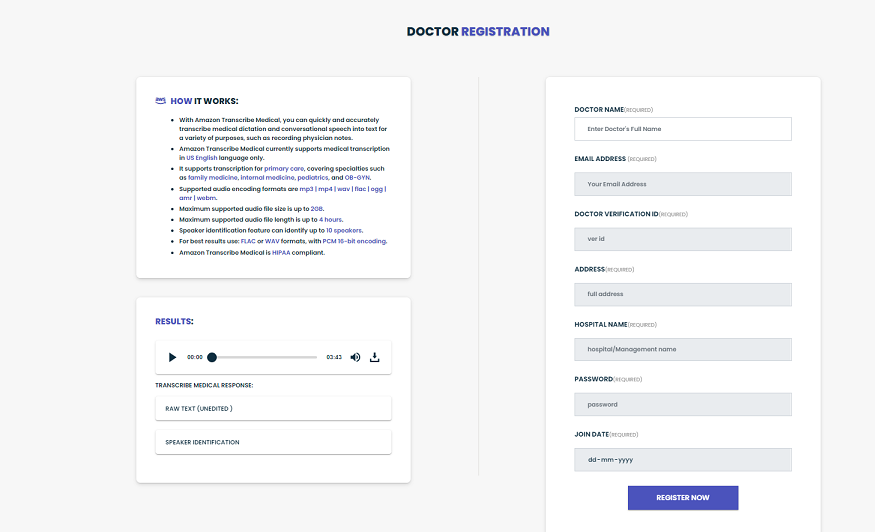 DOCTOR REGISTRATION
aws HOW IT WORKS:
With Amazon Transcribe Medical, you can quickly and accurately
transcribe medical dictation and conversational speech into text for
a variety of purposes, such as recording physician notes.
Amazon Transcribe Medical currently supports medical transcription
in US English language only.
It supports transcription for primary care, covering specialties such
as family medicine, internal medicine, pediatrics, and OB-GYN.
Supported audio encoding formats are mp3 | mp4 | wav | flac | ogg |
amr | webm.
Maximum supported audio file size is up to 2GB.
Maximum supported audio file length is up to 4 hours.
Speaker identification feature can identify up to 10 speakers.
For best results use: FLAC or WAV formats, with PCM 16-bit encoding.
Amazon Transcribe Medical is HIPAA compliant.
RESULTS:
00:00 03:43
TRANSCRIBE MEDICAL RESPONSE:
RAW TEXT (UNEDITED )
SPEAKER IDENTIFICATION
DOCTOR NAME(REQUIRED)
Enter Doctor's Full Name
EMAIL ADDRESS (REQUIRED)
Your Email Address
DOCTOR VERIFICATION ID(REQUIRED)
ver id
ADDRESS(REQUIRED)
full address
HOSPITAL NAME(REQUIRED)
hospital/Management name
PASSWORD(REQUIRED)
password
JOIN DATE(REQUIRED)
dd-mm-yyyy
REGISTER NOW